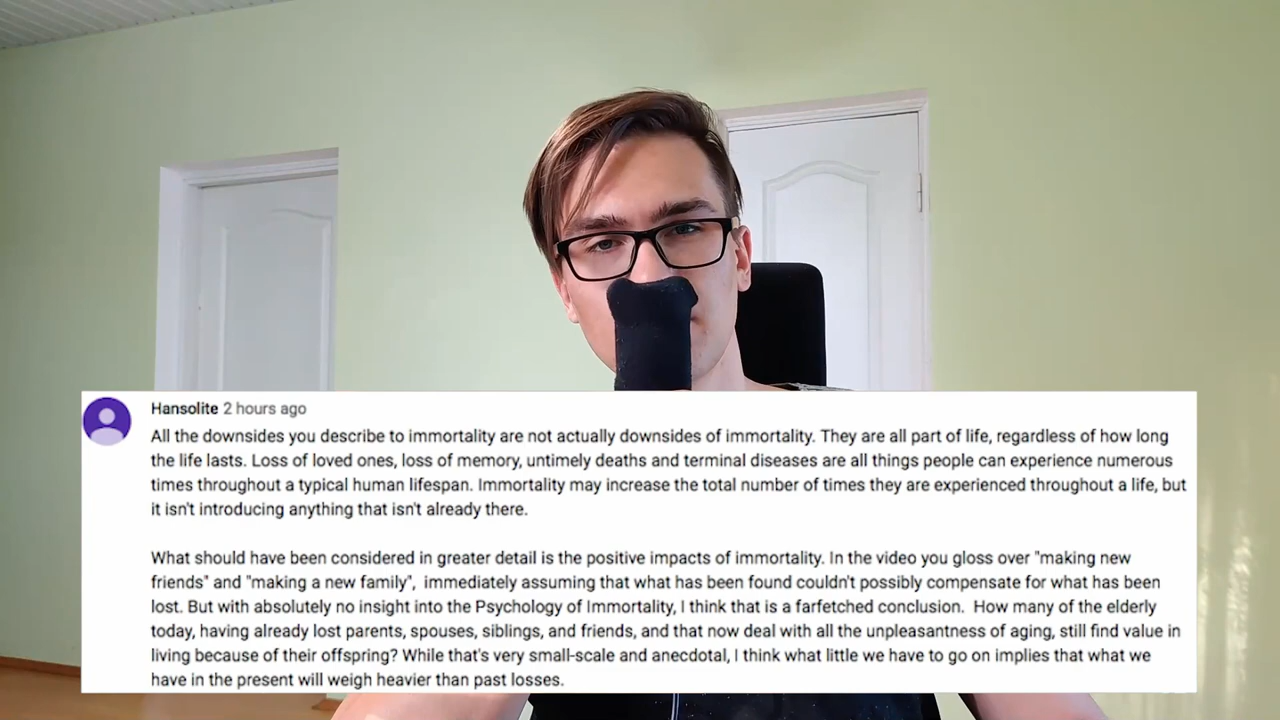 Hansolite 2 hours ago
All the downsides you describe to immortality are not actually downsides of immortality. They are all part of life, regardless of how long
the life lasts. Loss of loved ones, loss of memory, untimely deaths and terminal diseases are all things people can experience numerous
times throughout a typical human lifespan. Immortality may increase the total number of times they are experienced throughout a life, but
it isn't introducing anything that isn't already there.
What should have been considered in greater detail is the positive impacts of immortality. In the video you gloss over "making new
friends" and "making a new family", immediately assuming that what has been found couldn't possibly compensate for what has been
lost. But with absolutely no insight into the Psychology of Immortality, I think that is a farfetched conclusion. How many of the elderly
today, having already lost parents, spouses, siblings, and friends, and that now deal with all the unpleasantness of aging, still find value in
living because of their offspring? While that's very small-scale and anecdotal, I think what little we have to go on implies that what we
have in the present will weigh heavier than past losses.